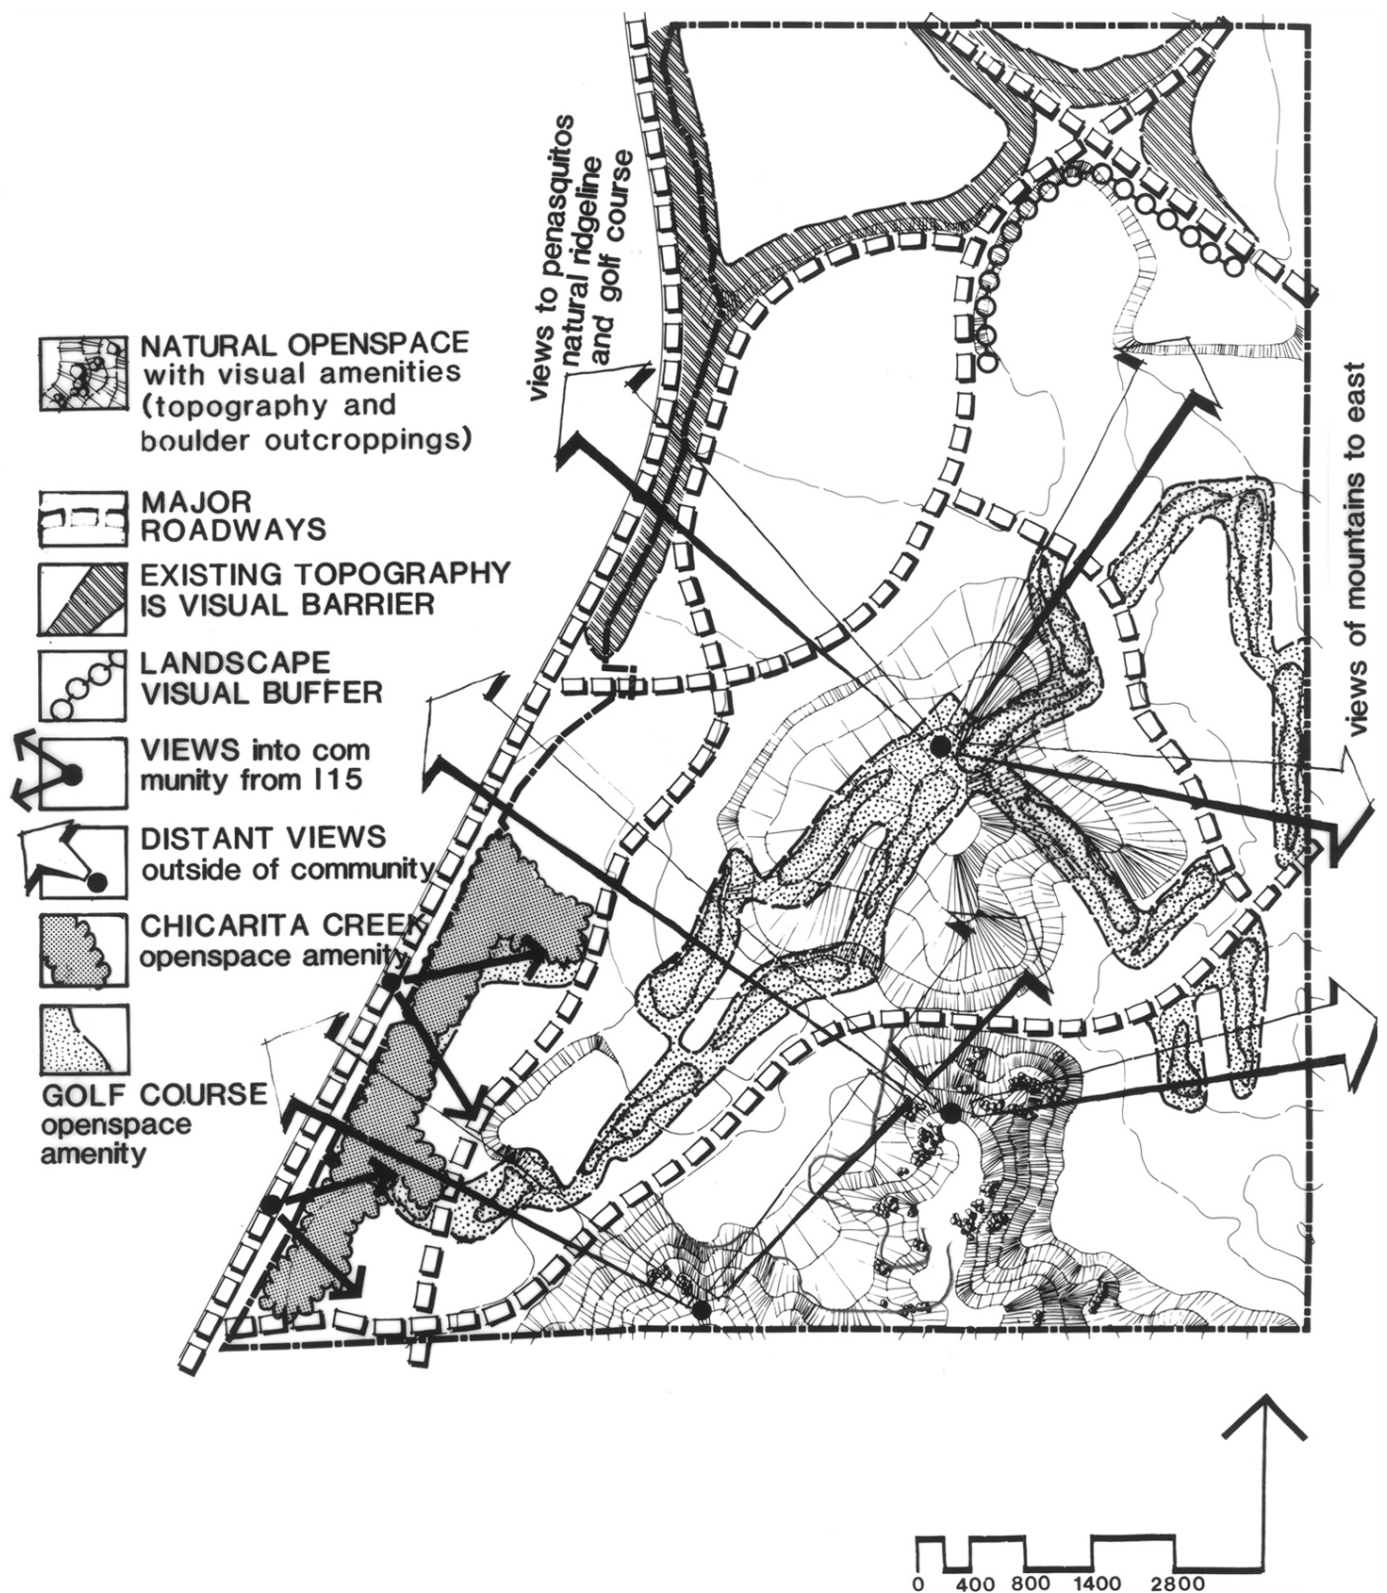 views to penasquitos
natural ridgeline
and golf course
NATURAL OPENSPACE
with visual amenities
(topography and
boulder outcroppings)
MAJOR
ROADWAYS
EXISTING TOPOGRAPHY
IS VISUAL BARRIER
LANDSCAPE
VISUAL BUFFER
VIEWS into com
munity from I15
DISTANT VIEWS
outside of community
CHICARITA CREEK
openspace amenity
GOLF COURSE
openspace
amenity
views of mountains to east
0 400 800 1400 2800